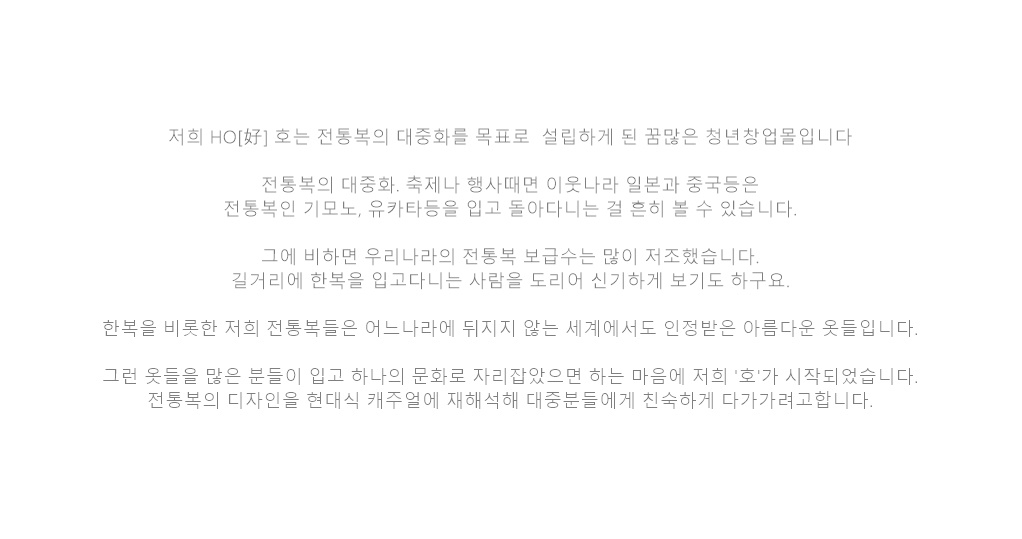 저희 HO[好] 호는 전통복의 대중화를 목표로  설립하게 된 꿈많은 청년창업몰입니다
전통복의 대중화. 축제나 행사때면 이웃나라 일본과 중국등은
전통복인 기모노, 유카타등을 입고 돌아다니는 걸 흔히 볼 수 있습니다.
그에 비하면 우리나라의 전통복 보급수는 많이 저조했습니다.
길거리에 한복을 입고다니는 사람을 도리어 신기하게 보기도 하구요.
한복을 비롯한 저희 전통복들은 어느나라에 뒤지지 않는 세계에서도 인정받은 아름다운 옷들입니다.
그런 옷들을 많은 분들이 입고 하나의 문화로 자리잡았으면 하는 마음에 저희 '호'가 시작되었습니다.
전통복의 디자인을 현대식 캐주얼에 재해석해 대중분들에게 친숙하게 다가가려고합니다.